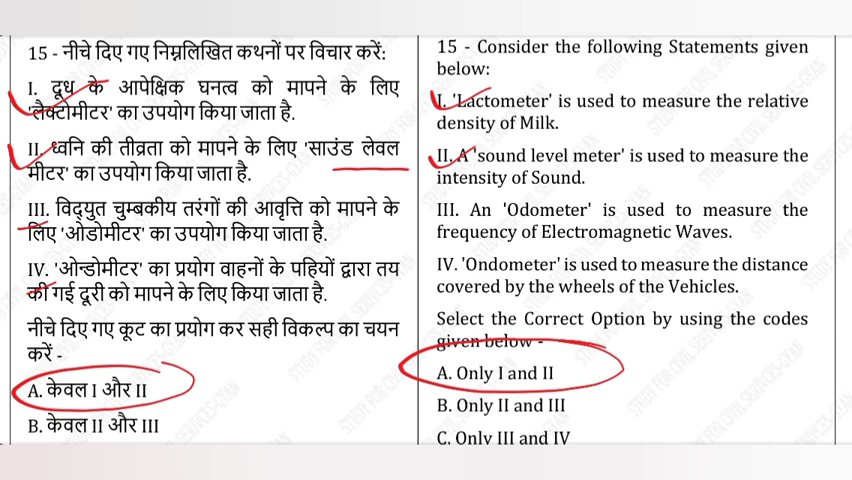 15 - नीचे दिए गए निम्नलिखित कथनों पर विचार करें:
I. दूध के आपेक्षिक घनत्व को मापने के लिए
'लैक्टोमीटर' का उपयोग किया जाता है.
II. ध्वनि की तीव्रता को मापने के लिए 'साउंड लेवल
मीटर' का उपयोग किया जाता है.
III. विद्युत चुम्बकीय तरंगों की आवृत्ति को मापने के
लिए 'ओडोमीटर' का उपयोग किया जाता है.
IV. 'ओन्डोमीटर' का प्रयोग वाहनों के पहियों द्वारा तय
की गई दूरी को मापने के लिए किया जाता है.
नीचे दिए गए कूट का प्रयोग कर सही विकल्प का चयन
करें -
A. केवल I और II
B. केवल II और III
15 - Consider the following Statements given
below:
I. 'Lactometer' is used to measure the relative
density of Milk.
II. A 'sound level meter' is used to measure the
intensity of Sound.
III. An 'Odometer' is used to measure the
frequency of Electromagnetic Waves.
IV. 'Ondometer' is used to measure the distance
covered by the wheels of the Vehicles.
Select the Correct Option by using the codes
given below -
A. Only I and II
B. Only II and III
C. Only III and IV